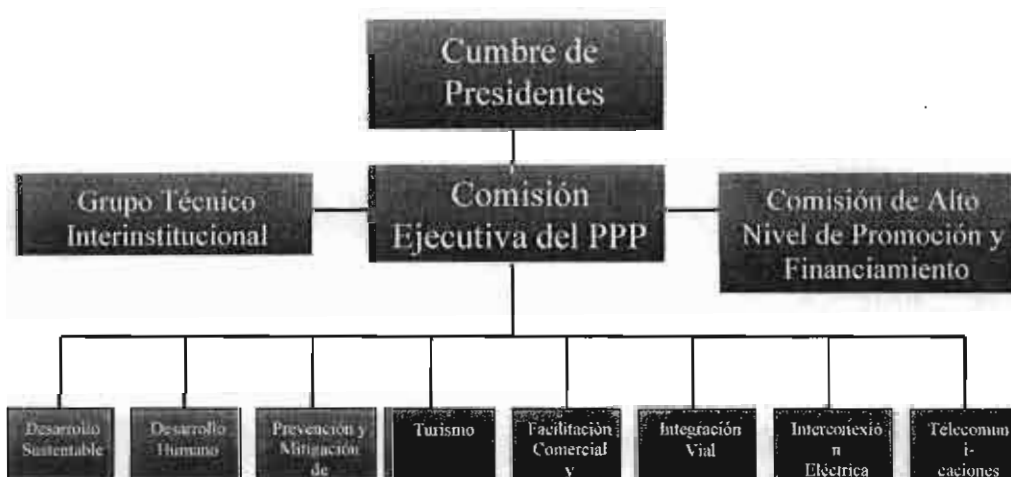 Cumbre de
Presidentes
Grupo Técnico
Interinstitucional
Comisión
Ejecutiva del PPP
Comisión de Alto
Nivel de Promoción y
Financiamiento
Desarrollo
Sustentable
Desarrollo
Humano
Prevención y
Mitigación
de
Turismo
Facilitación
Comercial
y
Integración
Vial
Interconexió
n
Eléctrica
Telecomun
i-
caciones